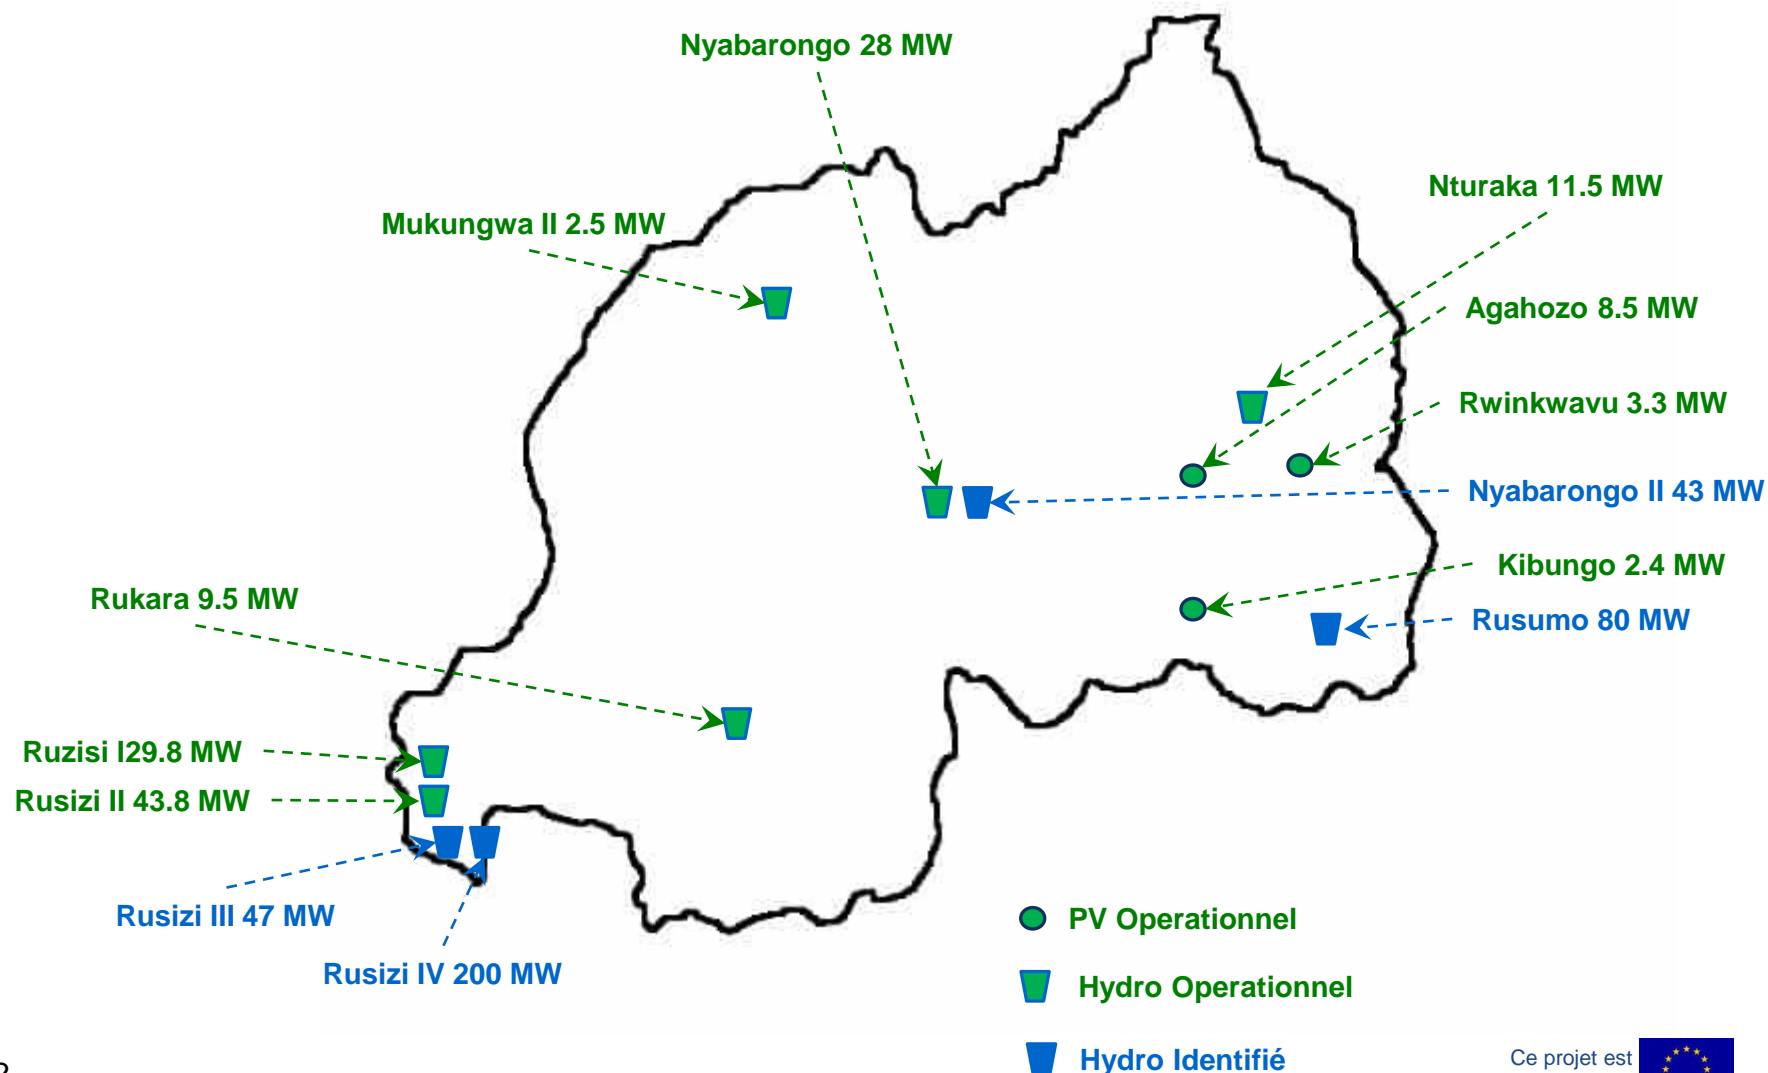 Nyabarongo 28 MW
Nturaka 11.5 MW
Mukungwa II 2.5 MW
Agahozo 8.5 MW
Rwinkwavu 3.3 MW
Nyabarongo II 43 MW
Kibungo 2.4 MW
Rukara 9.5 MW
Rusumo 80 MW
Ruzisi I29.8 MW
Rusizi II 43.8 MW
Rusizi III 47 MW
PV Operationnel
Rusizi IV 200 MW
Hydro Operationnel
Hydro Identifié
Ce projet est